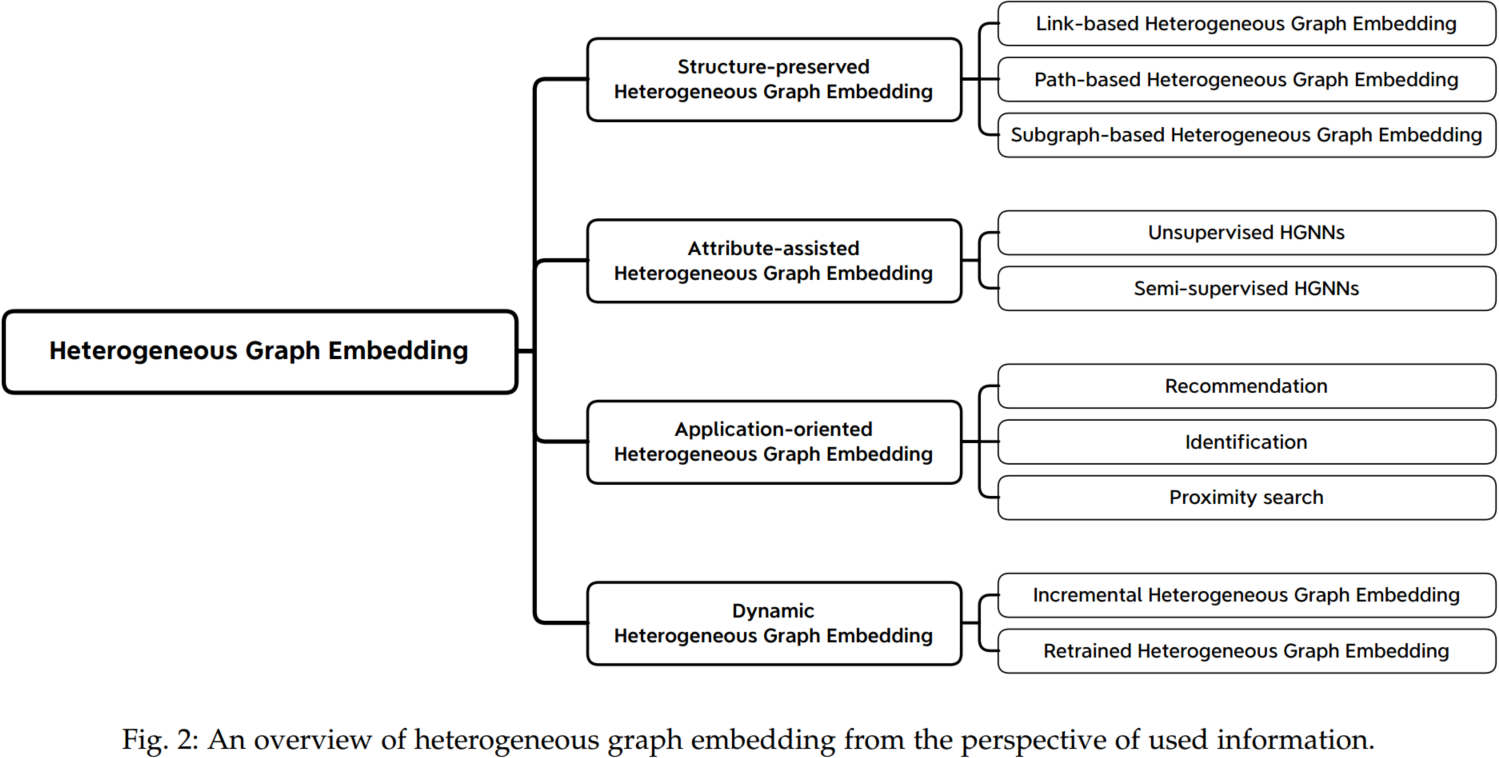 Heterogeneous Graph Embedding
Structure-preserved
Heterogeneous Graph Embedding
Link-based Heterogeneous Graph Embedding
Path-based Heterogeneous Graph Embedding
Subgraph-based Heterogeneous Graph Embedding
Attribute-assisted
Heterogeneous Graph Embedding
Unsupervised HGNNs
Semi-supervised HGNNs
Application-oriented
Heterogeneous Graph Embedding
Recommendation
Identification
Proximity search
Dynamic
Heterogeneous Graph Embedding
Incremental Heterogeneous Graph Embedding
Retrained Heterogeneous Graph Embedding
Fig. 2: An overview of heterogeneous graph embedding from the perspective of used information.